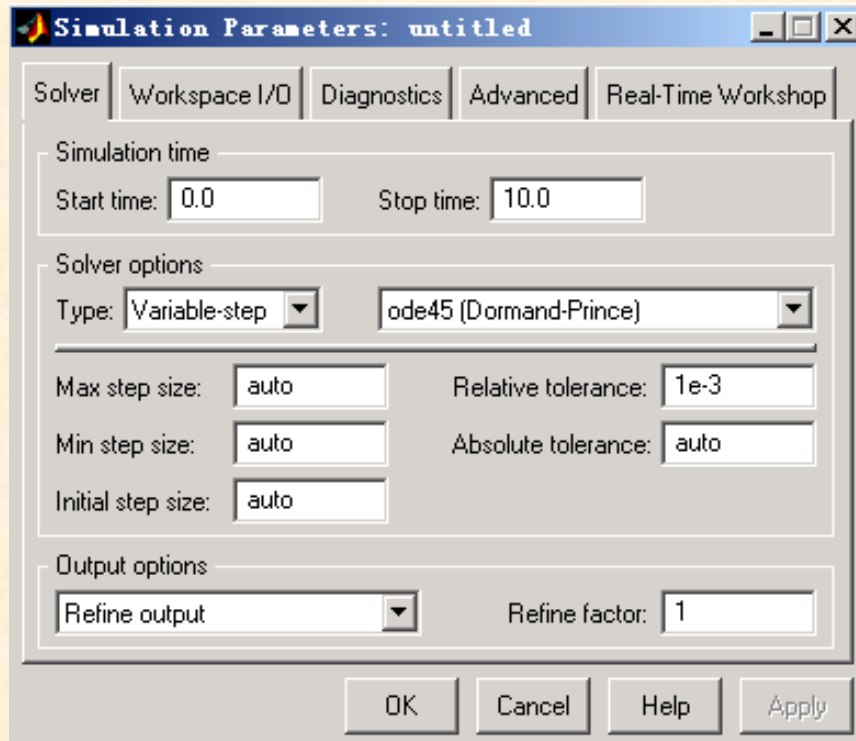 Simulation Parameters: untitled
Solver Workspace I/O Diagnostics Advanced Real-Time Workshop
Simulation time
Start time: 0.0 Stop time: 10.0
Solver options
Type: Variable-step ode45 (Dormand-Prince)
Max step size: auto Relative tolerance: 1e-3
Min step size: auto Absolute tolerance: auto
Initial step size: auto
Output options
Refine output Refine factor: 1
OK Cancel Help Apply